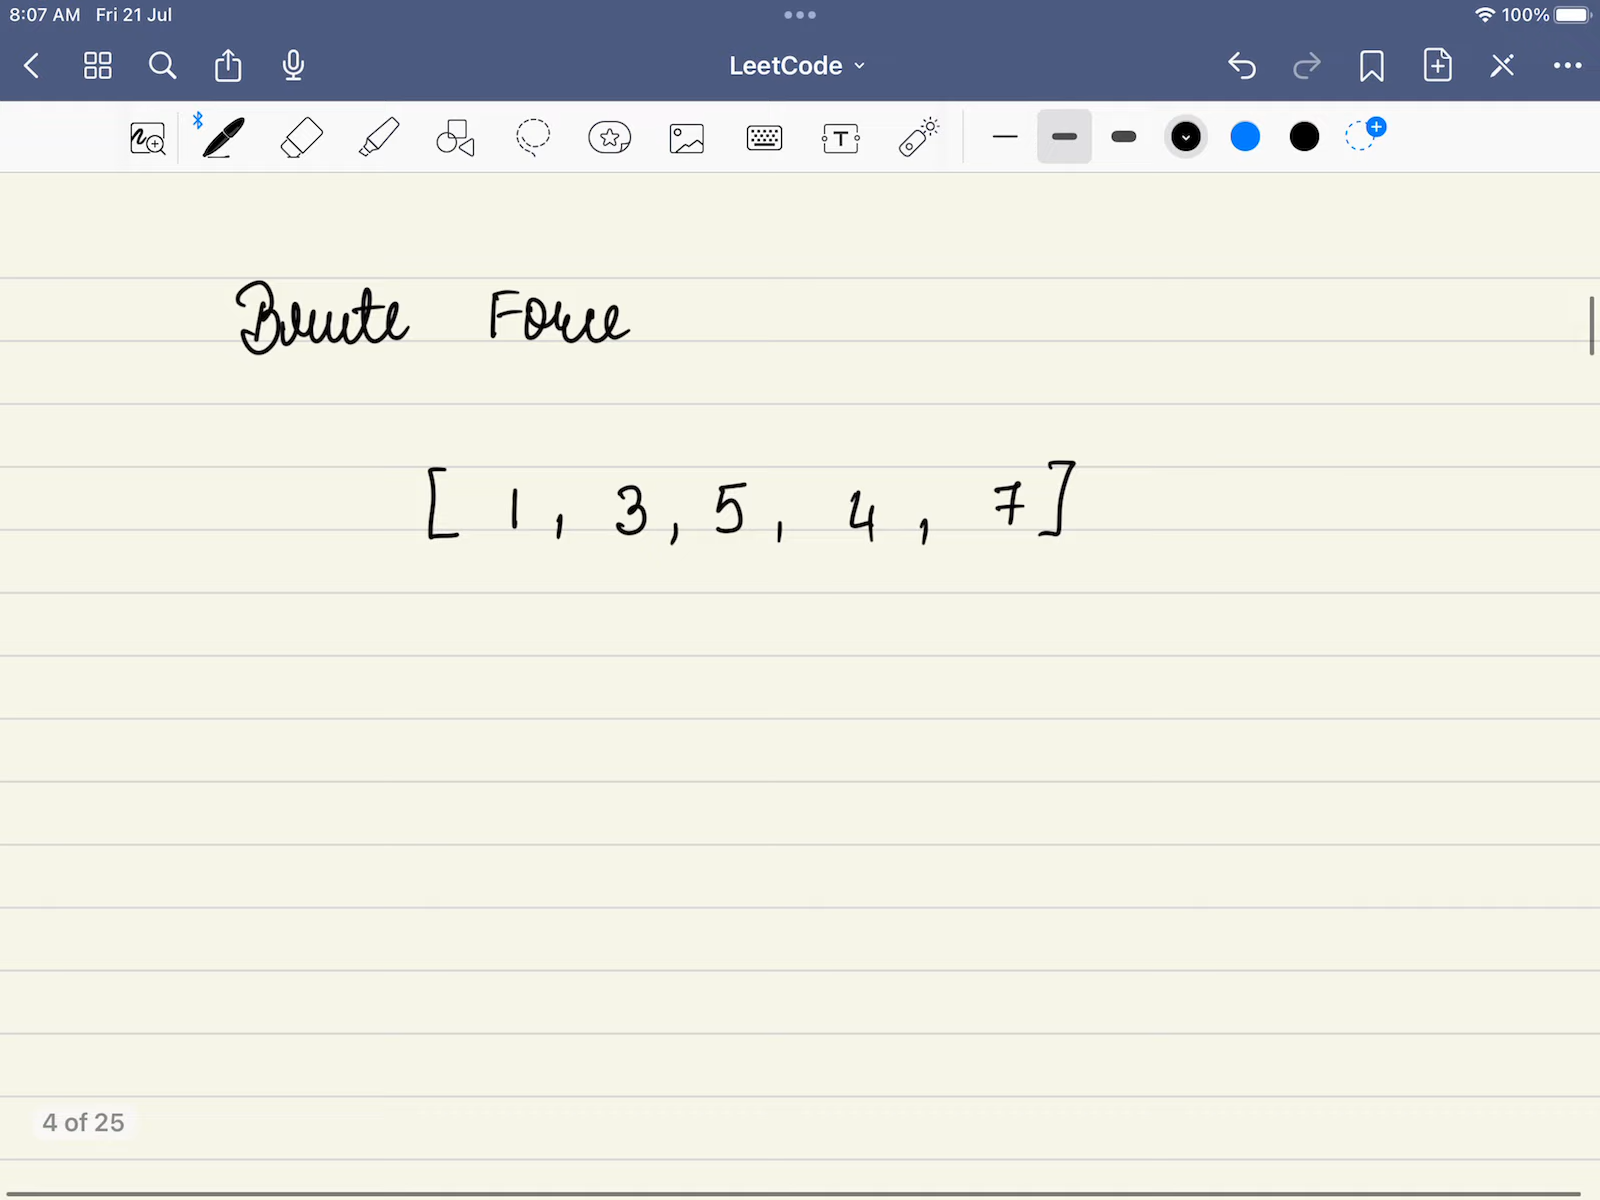 8:07 AM Fri 21 Jul 100%
LeetCode
T
Brute Force
[ 1, 3, 5, 4, 7]
4 of 25